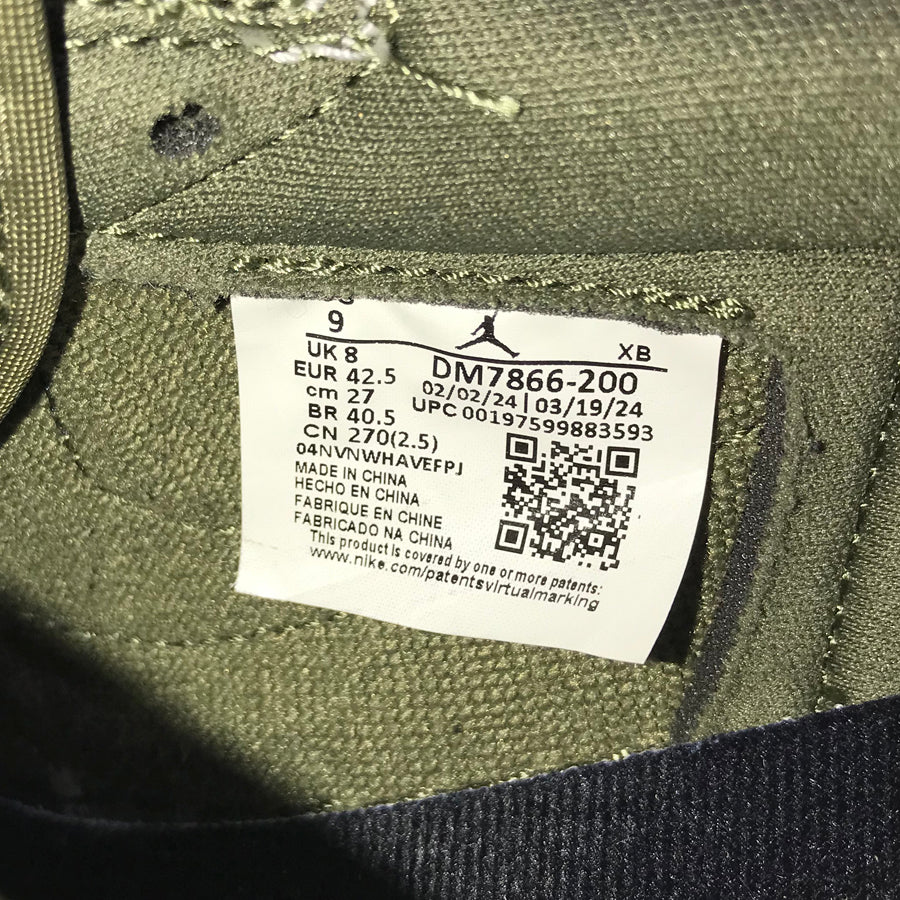 9
XB
UK 8
EUR 42.5
cm 27
BR 40.5
CN 270(2.5)
DM7866-200
02/02/24 | 03/19/24
UPC 00197599883593
04NVNWHAVEFPJ
MADE IN CHINA
HECHO EN CHINA
FABRIQUE EN CHINE
FABRICADO NA CHINA
This product is covered by one or more patents:
www.nike.com/patentsvirtualmarking